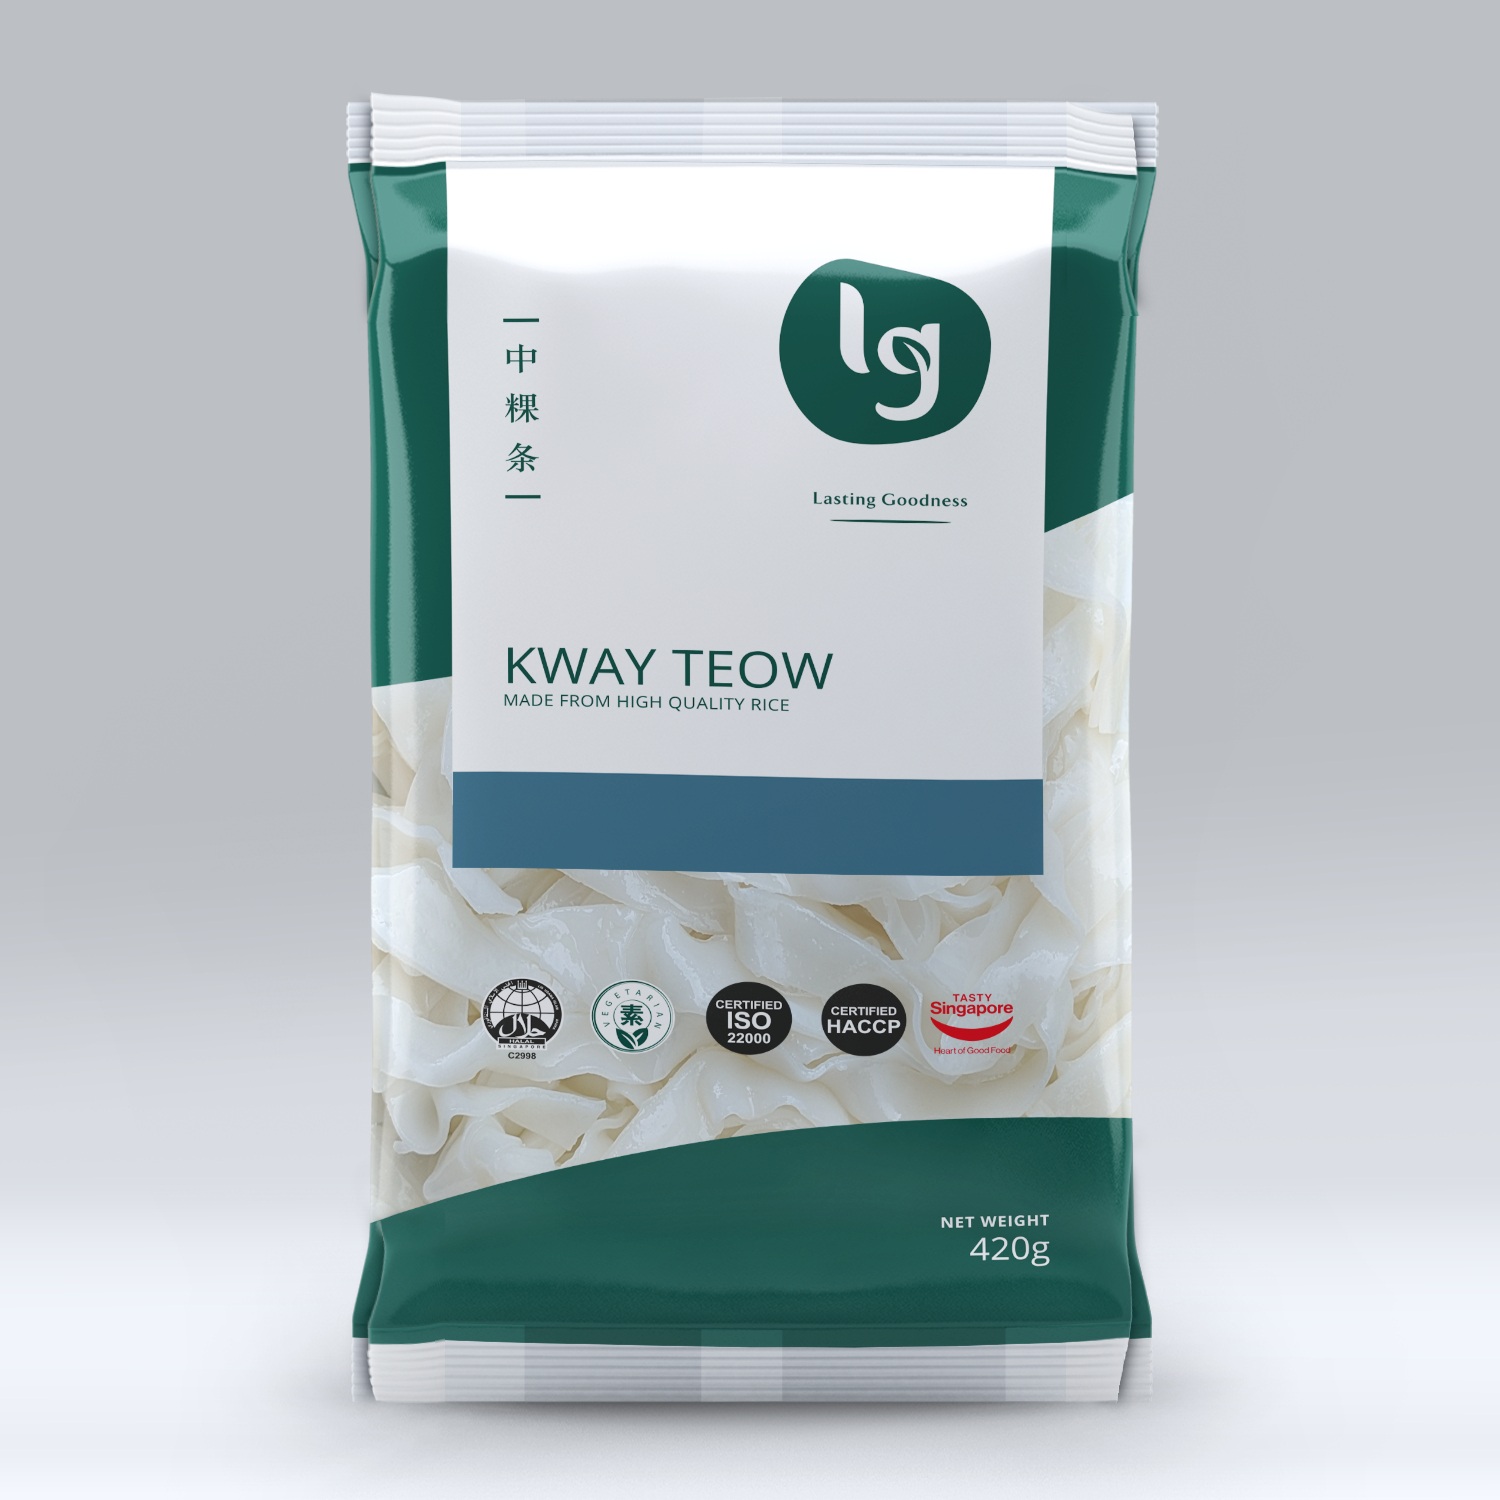 中粿条
lg
Lasting Goodness
KWAY TEOW
MADE FROM HIGH QUALITY RICE
حلال
HALAL
SINGAPORE
C2998
VEGETARIAN
素
CERTIFIED
ISO
22000
CERTIFIED
HACCP
TASTY
Singapore
Heart of Good Food
NET WEIGHT
420g